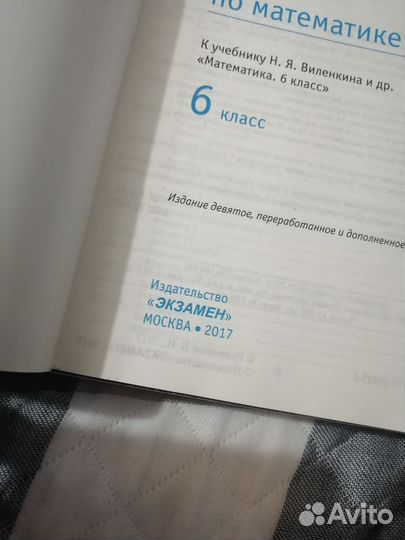 по математике
К учебнику Н. Я. Виленкина и др.
«Математика. 6 класс»
6 класс
Издание девятое, переработанное и дополненное
Издательство
«ЭКЗАМЕН»
МОСКВА • 2017
Avito